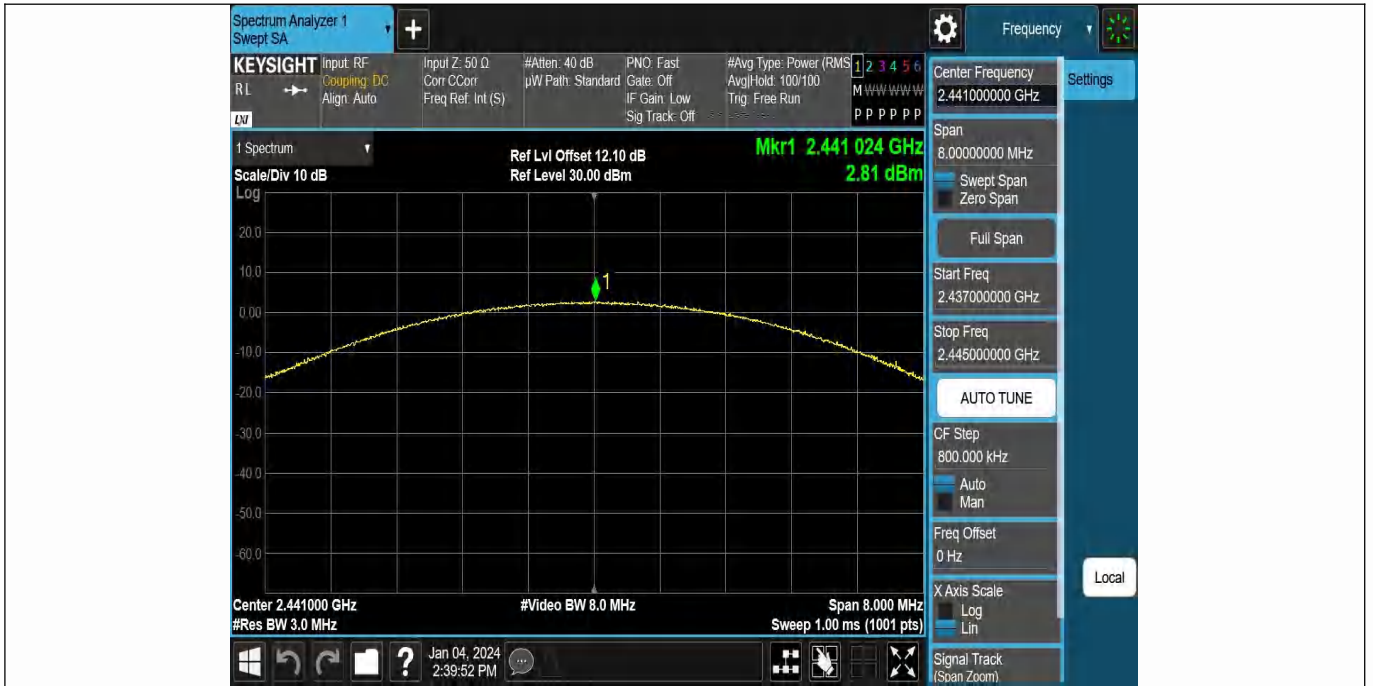 Spectrum Analyzer 1
Swept SA
+
Frequency
KEYSIGHT
RL
LXI
Input: RF
Coupling: DC
Align: Auto
Input Z: 50 Ω
Corr CCorr
Freq Ref: Int (S)
#Atten: 40 dB
µW Path: Standard
PNO: Fast
Gate: Off
IF Gain: Low
Sig Track: Off
#Avg Type: Power (RMS
Avg|Hold: 100/100
Trig: Free Run
1 2 3 4 5 6
M W W W W W
P P P P P P
1 Spectrum
Scale/Div 10 dB
Ref Lvl Offset 12.10 dB
Ref Level 30.00 dBm
Mkr1 2.441 024 GHz
2.81 dBm
Log
20.0
10.0
0.00
-10.0
-20.0
-30.0
-40.0
-50.0
-60.0
1
Center 2.441000 GHz
#Res BW 3.0 MHz
#Video BW 8.0 MHz
Span 8.000 MHz
Sweep 1.00 ms (1001 pts)
Center Frequency
2.441000000 GHz
Settings
Span
8.00000000 MHz
Swept Span
Zero Span
Full Span
Start Freq
2.437000000 GHz
Stop Freq
2.445000000 GHz
AUTO TUNE
CF Step
800.000 kHz
Auto
Man
Freq Offset
0 Hz
X Axis Scale
Log
Lin
Local
Signal Track
(Span Zoom)
?
Jan 04, 2024
2:39:52 PM